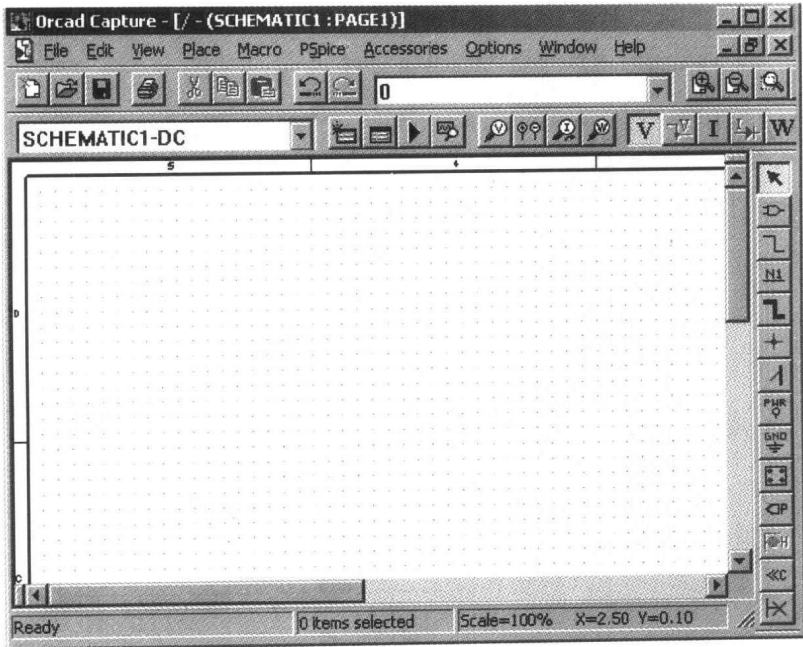 Orcad Capture - [/ - (SCHEMATIC1 : PAGE1)]
File Edit View Place Macro PSpice Accessories Options Window Help
0
SCHEMATIC1-DC
V I W
5 4
N1
D
PWR
GND
P
H
C
<<C
Ready 0 items selected Scale=100% X=2.50 Y=0.10